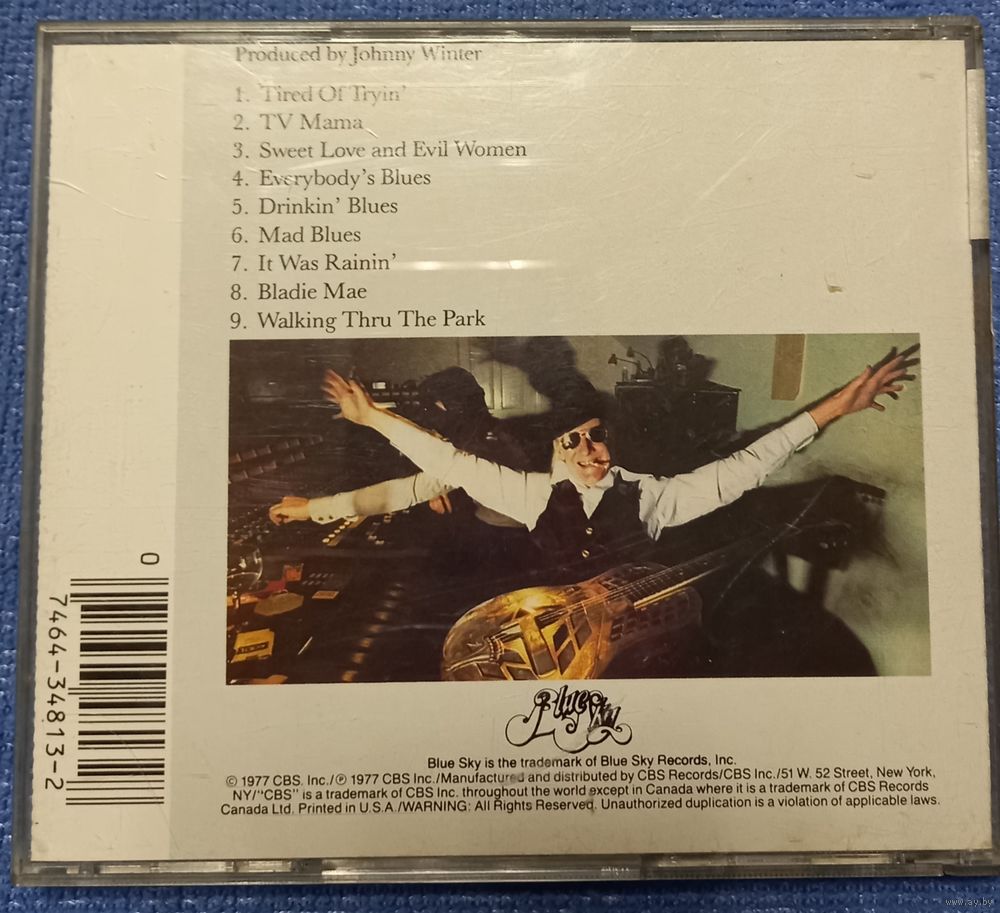 Produced by Johnny Winter
1. Tired Of Tryin'
2. TV Mama
3. Sweet Love and Evil Women
4. Everybody's Blues
5. Drinkin' Blues
6. Mad Blues
7. It Was Rainin'
8. Bladie Mae
9. Walking Thru The Park
0
7464-34813-2
Blue Sky
Blue Sky is the trademark of Blue Sky Records, Inc.
© 1977 CBS. Inc./℗ 1977 CBS Inc./Manufactured and distributed by CBS Records/CBS Inc./51 W. 52 Street, New York,
NY/"CBS" is a trademark of CBS Inc. throughout the world except in Canada where it is a trademark of CBS Records
Canada Ltd. Printed in U.S.A./WARNING: All Rights Reserved. Unauthorized duplication is a violation of applicable laws.
www.ay.by